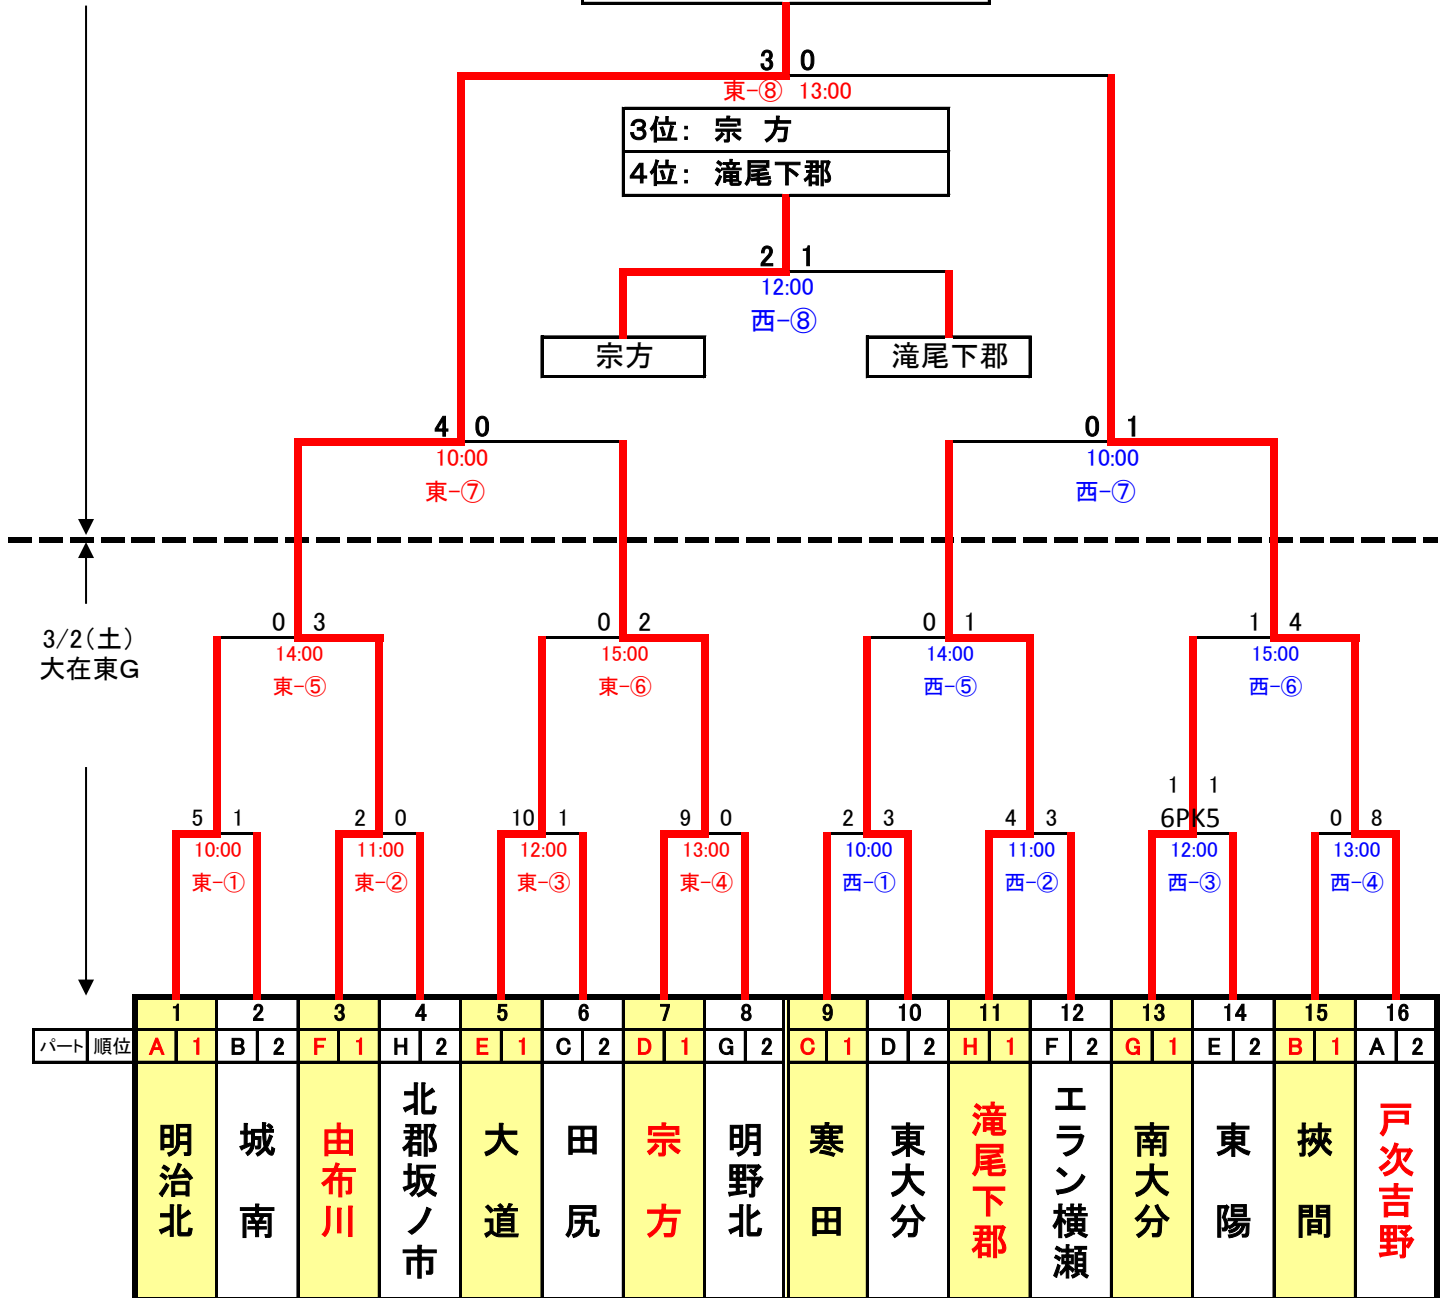 3 0
東-⑧ 13:00
3位： 宗 方
4位： 滝尾下郡
2 1
12:00
西-⑧
宗方 滝尾下郡
4 0 0 1
10:00 10:00
東-⑦ 西-⑦
3/2(土)
大在東G
0 3 0 2 0 1 1 4
14:00 15:00 14:00 15:00
東-⑤ 東-⑥ 西-⑤ 西-⑥
1 1
5 1 2 0 10 1 9 0 2 3 4 3 6PK5 0 8
10:00 11:00 12:00 13:00 10:00 11:00 12:00 13:00
東-① 東-② 東-③ 東-④ 西-① 西-② 西-③ 西-④
1 2 3 4 5 6 7 8 9 10 11 12 13 14 15 16
パート 順位 A 1 B 2 F 1 H 2 E 1 C 2 D 1 G 2 C 1 D 2 H 1 F 2 G 1 E 2 B 1 A 2
明治北
城南
由布川
北郡坂ノ市
大道
田尻
宗方
明野北
寒田
東大分
滝尾下郡
エラン横瀬
南大分
東陽
挾間
戸次吉野